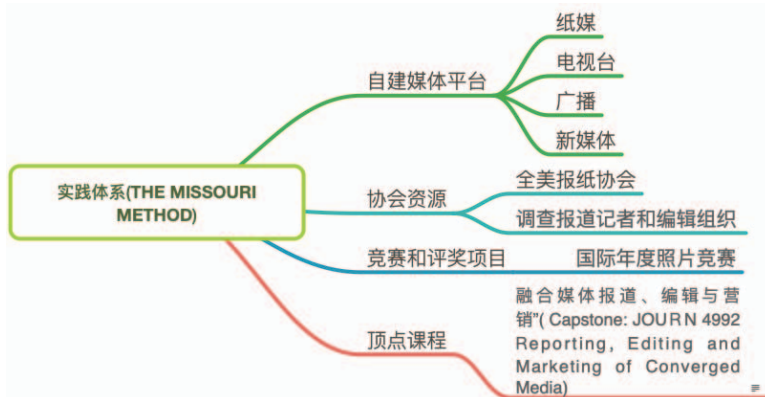 实践体系(THE MISSOURI
METHOD)
自建媒体平台
纸媒
电视台
广播
新媒体
协会资源
全美报纸协会
调查报道记者和编辑组织
竞赛和评奖项目
国际年度照片竞赛
顶点课程
融合媒体报道、编辑与营
销”( Capstone: JOURN 4992
Reporting, Editing and
Marketing of Converged
Media)